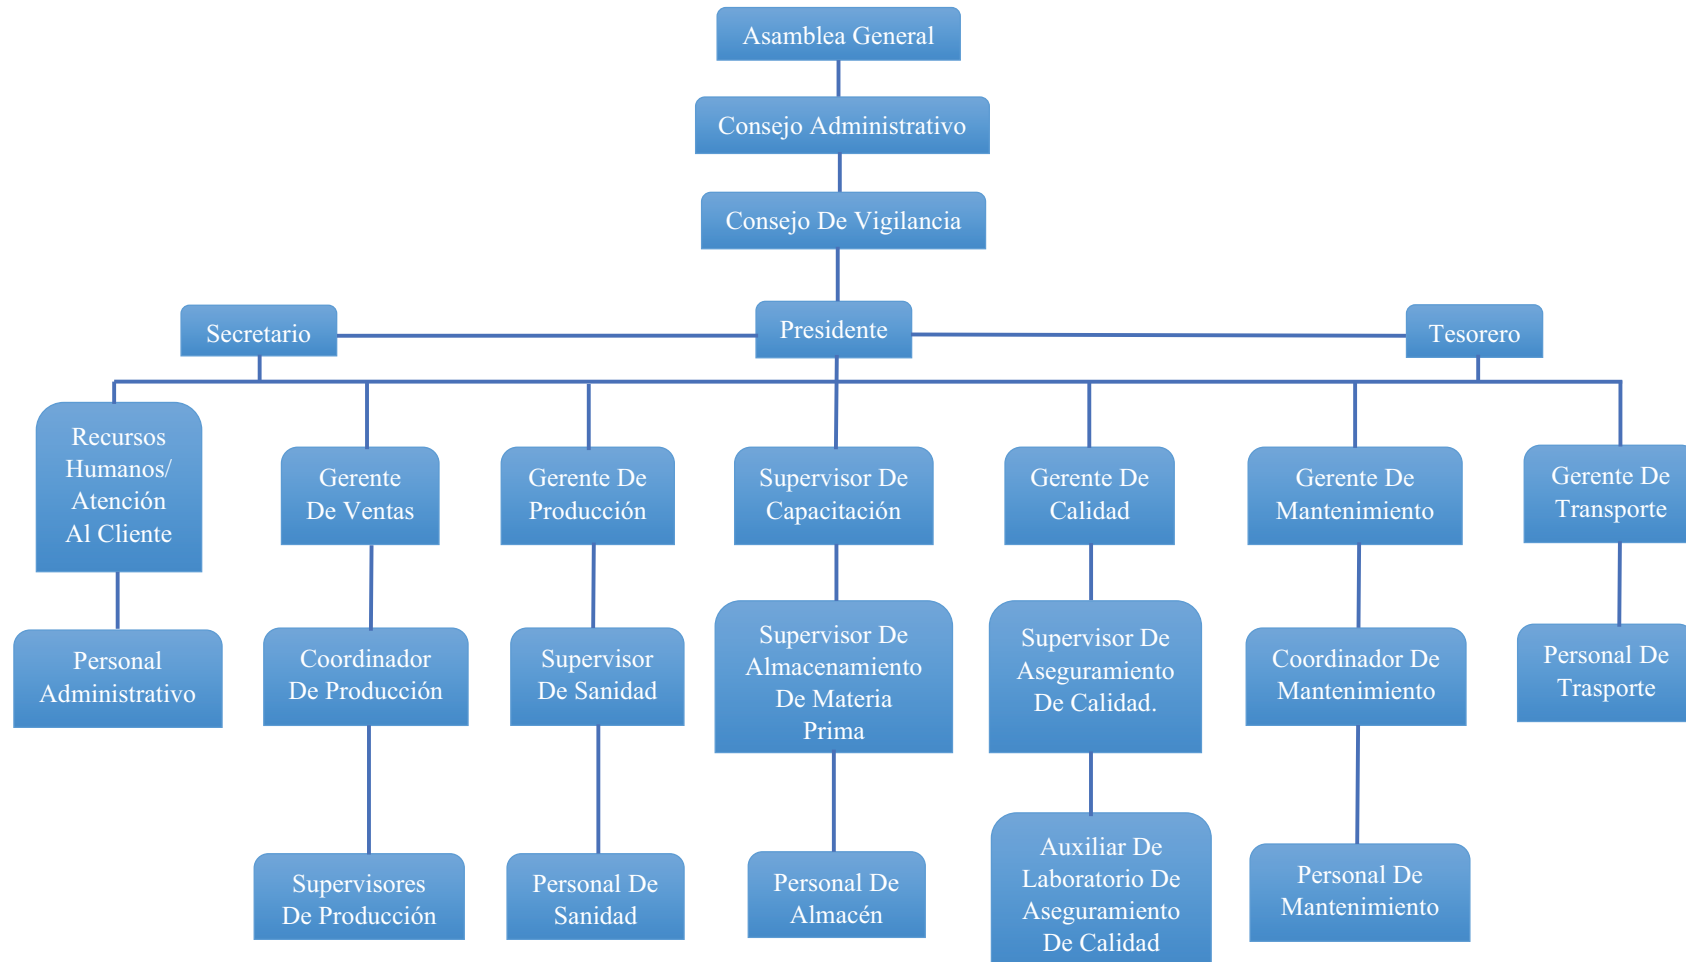 Asamblea General
Consejo Administrativo
Consejo De Vigilancia
Secretario
Presidente
Tesorero
Recursos
Humanos/
Atención
Al Cliente
Gerente
De Ventas
Gerente De
Producción
Supervisor De
Capacitación
Gerente De
Calidad
Gerente De
Mantenimiento
Gerente De
Transporte
Personal
Administrativo
Coordinador
De Producción
Supervisor
De Sanidad
Supervisor De
Almacenamiento
De Materia
Prima
Supervisor De
Aseguramiento
De Calidad.
Coordinador De
Mantenimiento
Personal De
Trasporte
Supervisores
De Producción
Personal De
Sanidad
Personal De
Almacén
Auxiliar De
Laboratorio De
Aseguramiento
De Calidad
Personal De
Mantenimiento